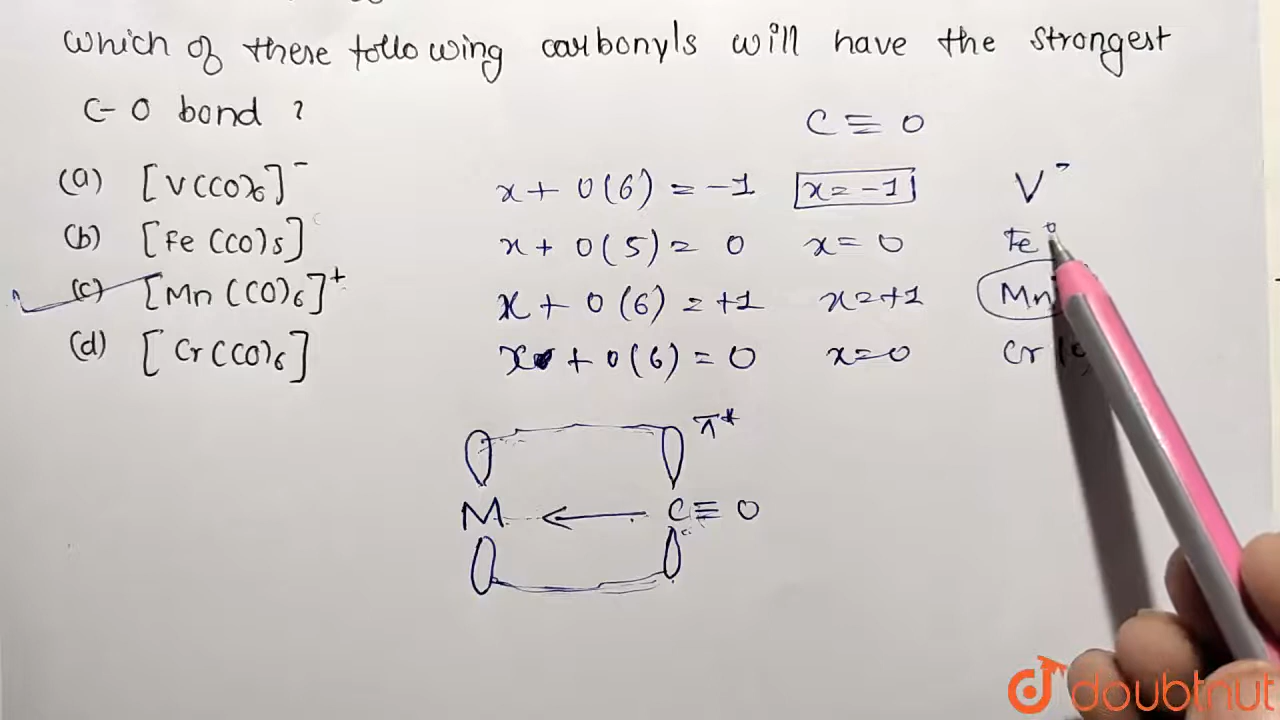 which of these following carbonyls will have the strongest
C-O bond ?
C≡O
(a) [V(CO)6]⁻ x + 0(6) = -1 x = -1 V⁻
(b) [Fe(CO)5] x + 0(5) = 0 x = 0 Fe⁰
(c) [Mn(CO)6]⁺ x + 0(6) = +1 x = +1 Mn
(d) [Cr(CO)6] x + 0(6) = 0 x = 0 Cr
π*
M ← C≡O
doubtnut